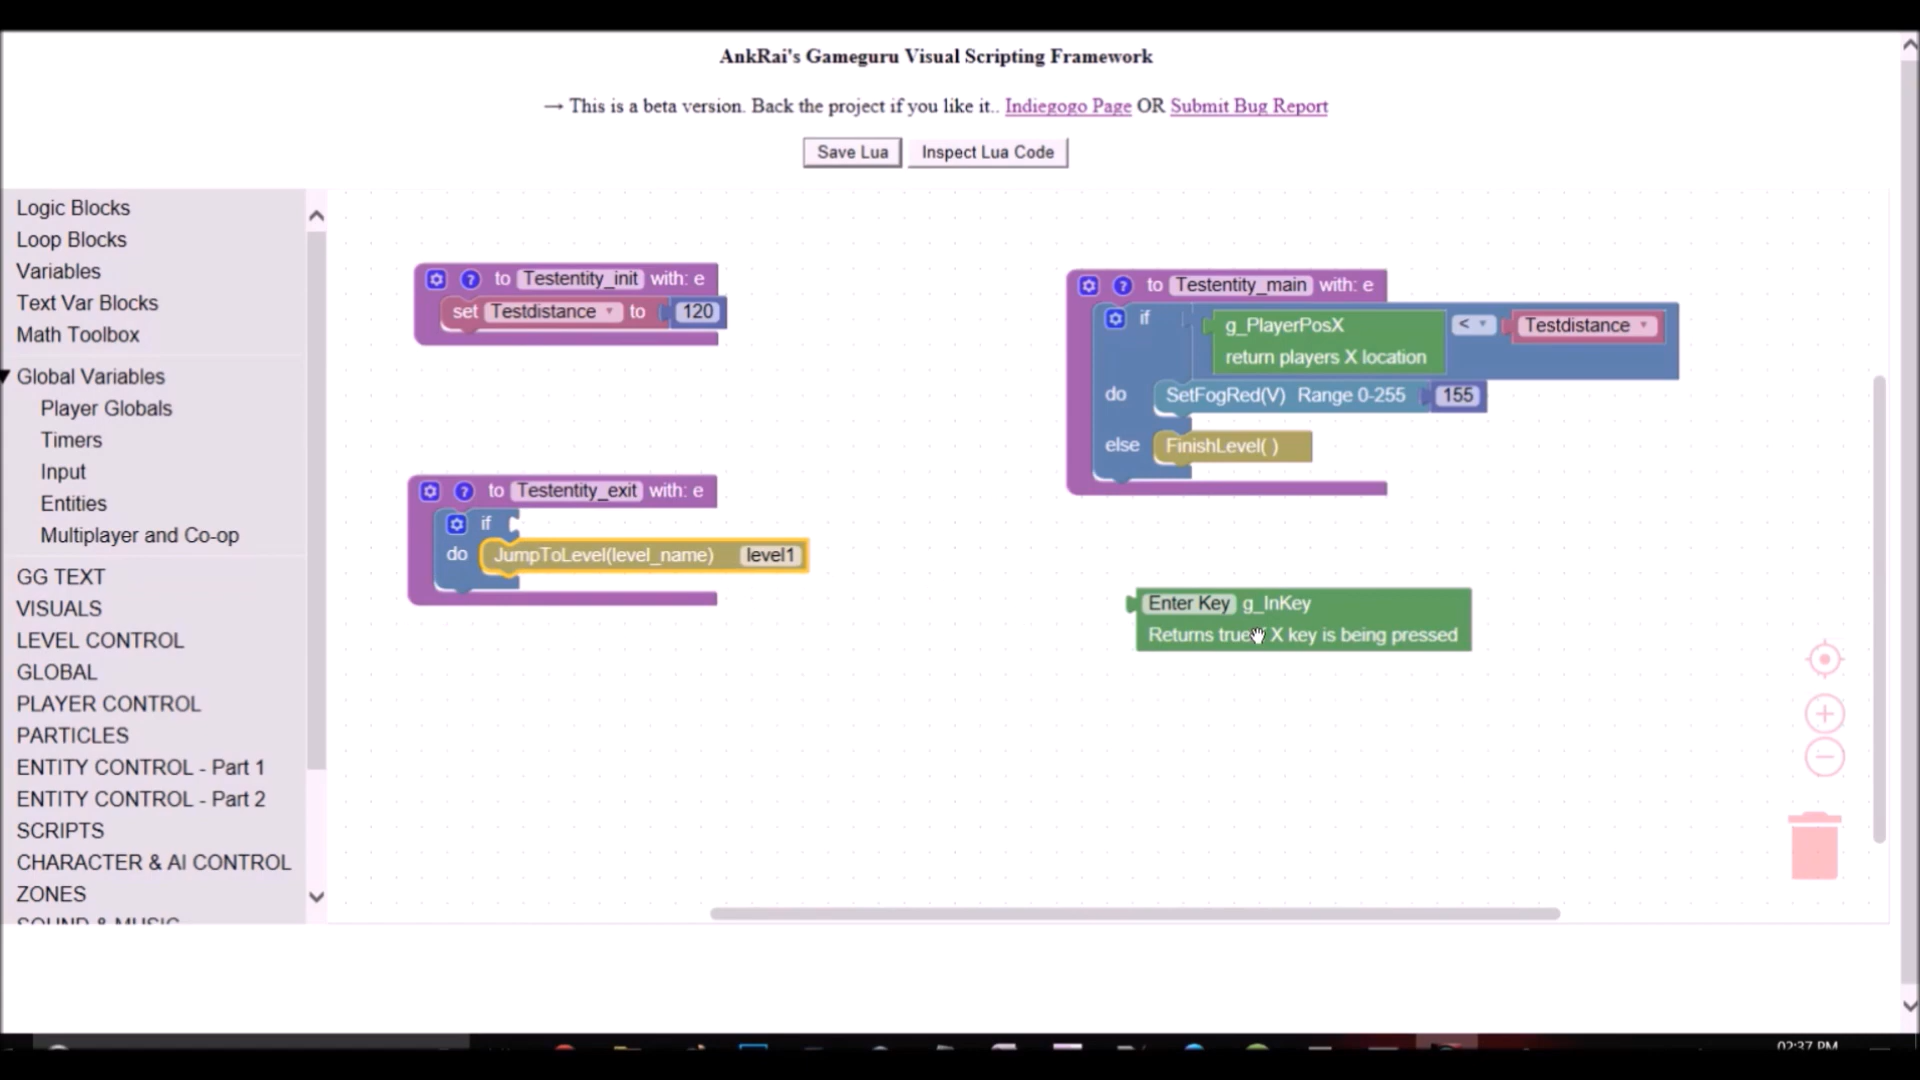 AnkRai's Gameguru Visual Scripting Framework
→ This is a beta version. Back the project if you like it.. Indiegogo Page OR Submit Bug Report
Save Lua Inspect Lua Code
Logic Blocks
Loop Blocks
Variables
Text Var Blocks
Math Toolbox
Global Variables
Player Globals
Timers
Input
Entities
Multiplayer and Co-op
GG TEXT
VISUALS
LEVEL CONTROL
GLOBAL
PLAYER CONTROL
PARTICLES
ENTITY CONTROL - Part 1
ENTITY CONTROL - Part 2
SCRIPTS
CHARACTER & AI CONTROL
ZONES
SOUND & MUSIC
to Testentity_init with: e
set Testdistance to 120
to Testentity_exit with: e
if
do JumpToLevel(level_name) level1
to Testentity_main with: e
if g_PlayerPosX < Testdistance
return players X location
do SetFogRed(V) Range 0-255 155
else FinishLevel( )
Enter Key g_InKey
Returns true X key is being pressed
02:37 PM